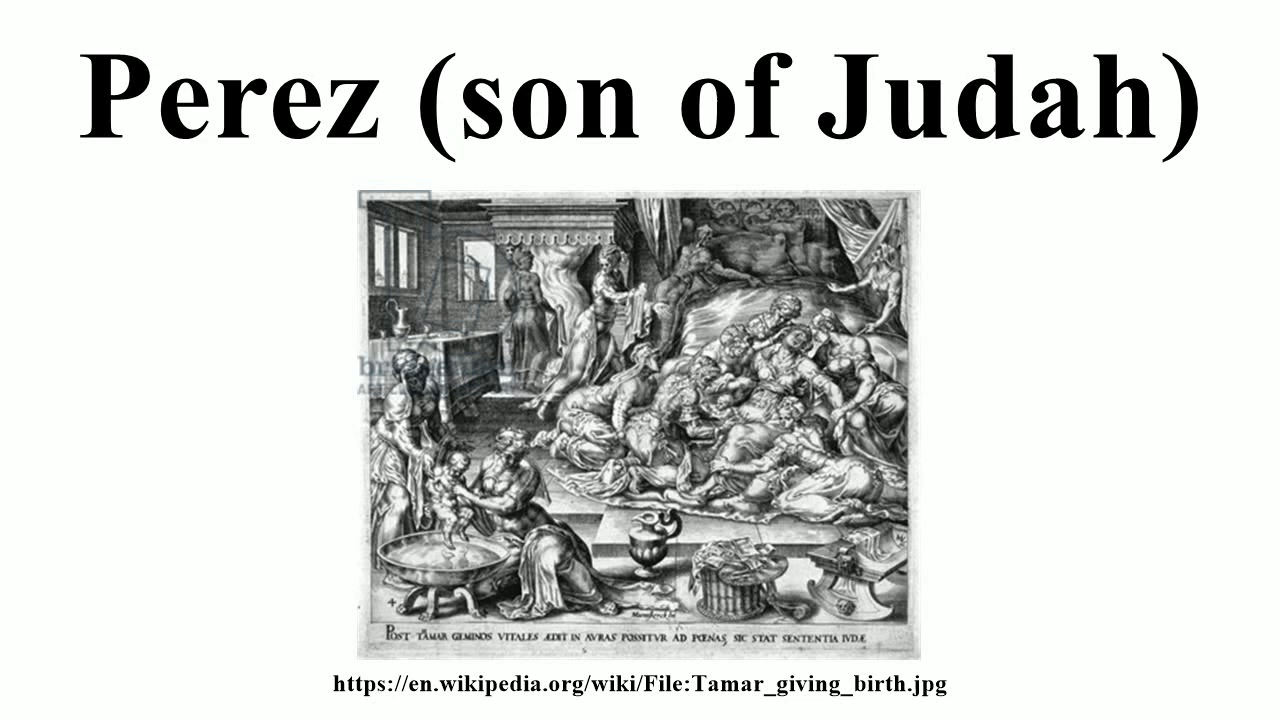 Perez (son of Judah)
POST TAMAR GEMINOS VITALES ÆDIT IN AVRAS POSSITVR AD PŒNAS SIC STAT SENTENTIA IVDÆ
https://en.wikipedia.org/wiki/File:Tamar_giving_birth.jpg